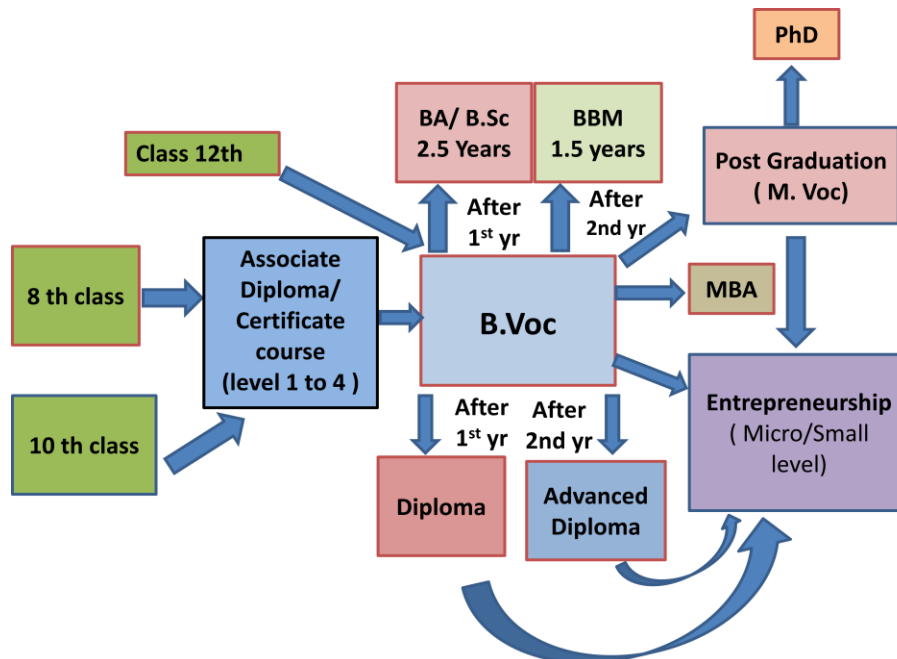 PhD
BA/ B.Sc
2.5 Years
BBM
1.5 years
Post Graduation
( M. Voc)
Class 12th
After
1st yr
After
2nd yr
8 th class
Associate
Diploma/
Certificate
course
(level 1 to 4 )
B.Voc
MBA
10 th class
After
1st yr
After
2nd yr
Entrepreneurship
( Micro/Small
level)
Diploma
Advanced
Diploma